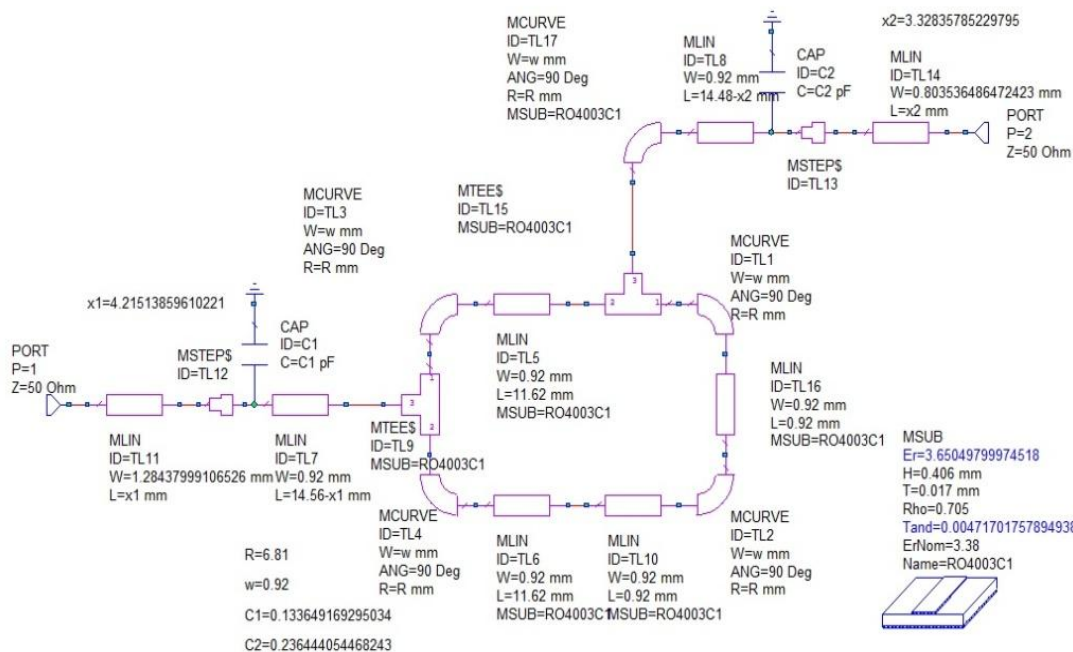 MCURVE
ID=TL17
W=w mm
ANG=90 Deg
R=R mm
MSUB=RO4003C1
MLIN
ID=TL8
W=0.92 mm
L=14.48-x2 mm
CAP
ID=C2
C=C2 pF
x2=3.32835785229795
MLIN
ID=TL14
W=0.803536486472423 mm
L=x2 mm
PORT
P=2
Z=50 Ohm
MSTEP$
ID=TL13
MCURVE
ID=TL3
W=w mm
ANG=90 Deg
R=R mm
MTEE$
ID=TL15
MSUB=RO4003C1
3
2
1
MCURVE
ID=TL1
W=w mm
ANG=90 Deg
R=R mm
x1=4.21513859610221
PORT
P=1
Z=50 Ohm
MSTEP$
ID=TL12
CAP
ID=C1
C=C1 pF
MLIN
ID=TL5
W=0.92 mm
L=11.62 mm
MSUB=RO4003C1
MLIN
ID=TL16
W=0.92 mm
L=0.92 mm
MSUB=RO4003C1
1
3
2
MLIN
ID=TL11
W=1.28437999106526 mm
L=x1 mm
MLIN
ID=TL7
W=0.92 mm
L=14.56-x1 mm
MTEE$
ID=TL9
MSUB=RO4003C1
MSUB
Er=3.65049799974518
H=0.406 mm
T=0.017 mm
Rho=0.705
Tand=0.00471701757894938
ErNom=3.38
Name=RO4003C1
MCURVE
ID=TL4
W=w mm
ANG=90 Deg
R=R mm
MLIN
ID=TL6
W=0.92 mm
L=11.62 mm
MSUB=RO4003C1
MLIN
ID=TL10
W=0.92 mm
L=0.92 mm
MSUB=RO4003C1
MCURVE
ID=TL2
W=w mm
ANG=90 Deg
R=R mm
R=6.81
w=0.92
C1=0.133649169295034
C2=0.236444054468243